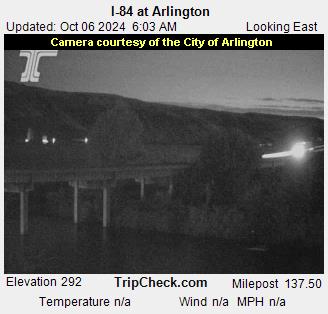 I-84 at Arlington
Updated: Oct 06 2024 6:03 AM Looking East
Camera courtesy of the City of Arlington
Elevation 292 TripCheck.com Milepost 137.50
Temperature n/a Wind n/a MPH n/a